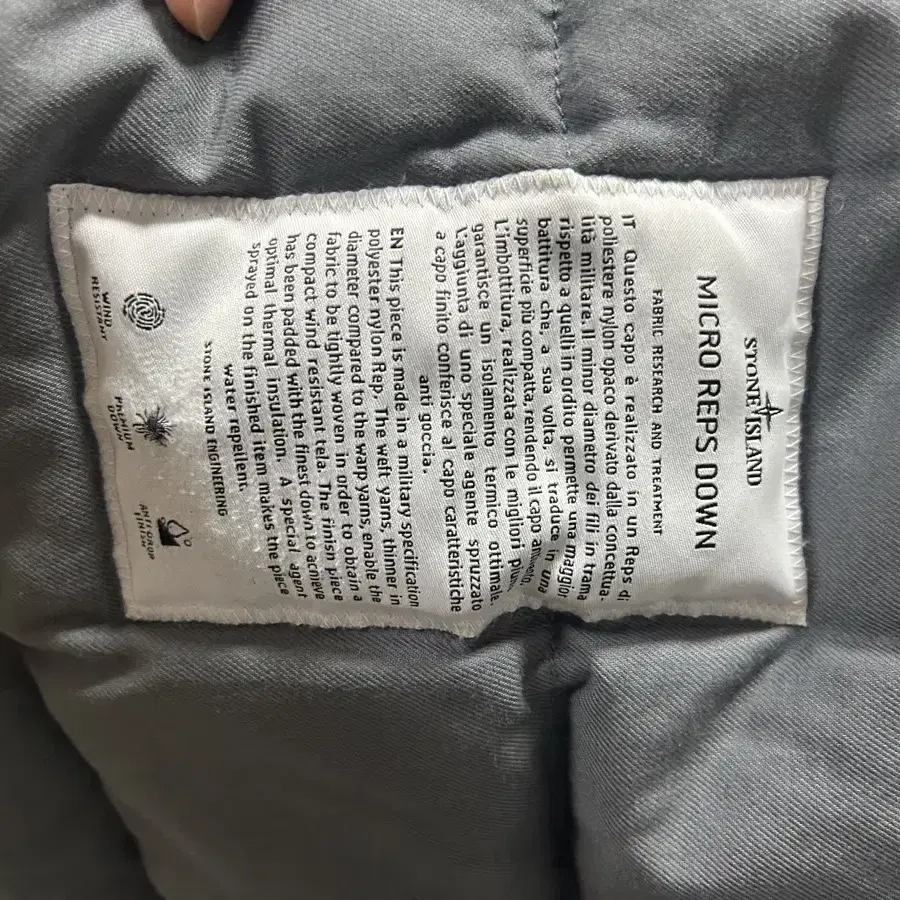 STONE ISLAND
MICRO REPS DOWN
FABRIC RESEARCH AND TREATMENT
IT Questo capo è realizzato in un Reps di
poliestere nylon opaco derivato dalla concettua-
lità militare. Il minor diametro dei fili in trama
rispetto a quelli in ordito permette una maggior
battitura che, a sua volta, si traduce in una
superficie più compatta, rendendo il capo
L'imbottitura, realizzata con le migliori
garantisce un isolamento termico ottimale.
L'aggiunta di uno speciale agente spruzzato
a capo finito conferisce al capo caratteristiche
anti goccia.
EN This piece is made in a military specification
polyester nylon Rep. The weft yarns, thinner in
diameter compared to the warp yarns, enable the
fabric to be tightly woven in order to obtain a
compact wind resistant tela. The finish piece
has been padded with the finest down to achieve
optimal thermal insulation. A special agent
sprayed on the finished item makes the piece
water repellent.
STONE ISLAND ENGINEERING
WIND
RESISTANT
PREMIUM
DOWN
ANTI DROP
FINISH